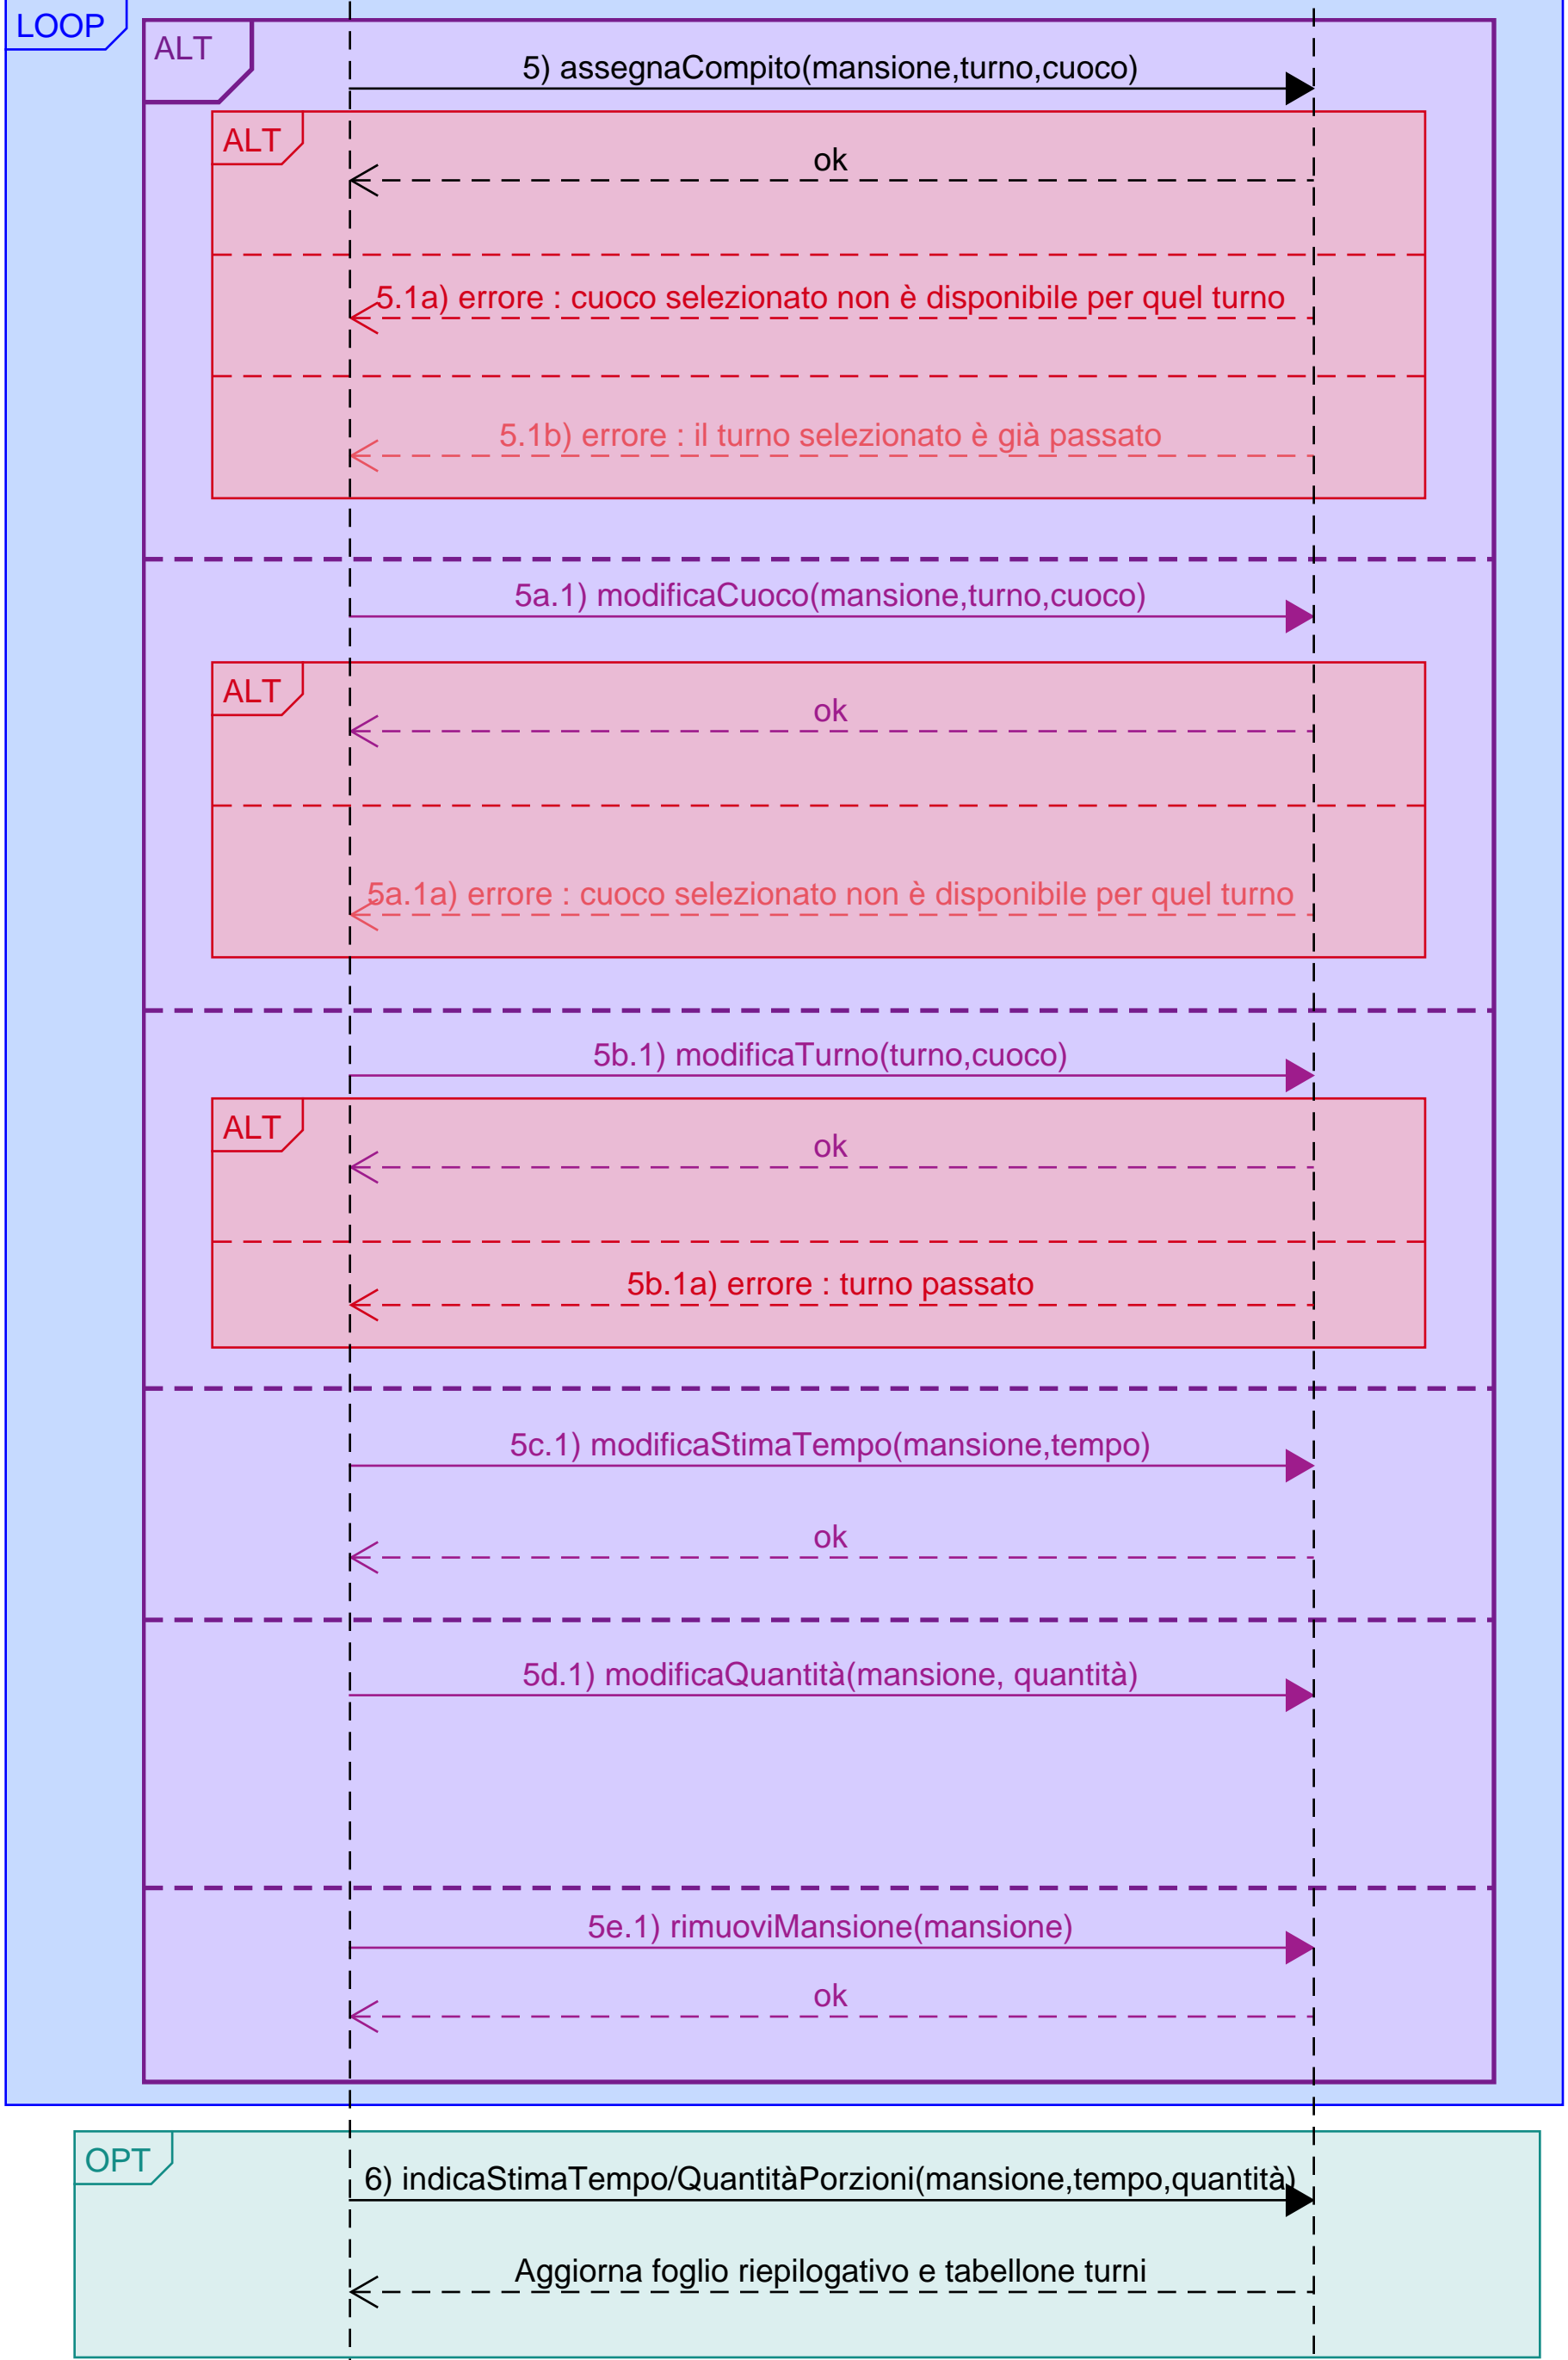 LOOP
ALT
5) assegnaCompito(mansione,turno,cuoco)
ALT
ok
5.1a) errore : cuoco selezionato non è disponibile per quel turno
5.1b) errore : il turno selezionato è già passato
5a.1) modificaCuoco(mansione,turno,cuoco)
ALT
ok
5a.1a) errore : cuoco selezionato non è disponibile per quel turno
5b.1) modificaTurno(turno,cuoco)
ALT
ok
5b.1a) errore : turno passato
5c.1) modificaStimaTempo(mansione,tempo)
ok
5d.1) modificaQuantità(mansione, quantità)
5e.1) rimuoviMansione(mansione)
ok
OPT
6) indicaStimaTempo/QuantitàPorzioni(mansione,tempo,quantità)
Aggiorna foglio riepilogativo e tabellone turni